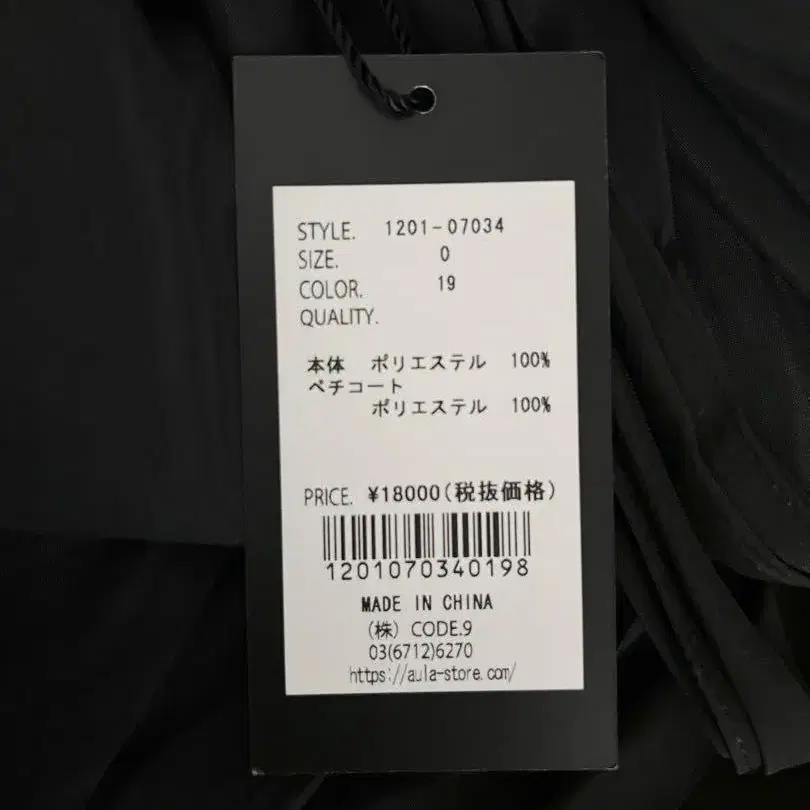 STYLE. 1201-07034
SIZE. 0
COLOR. 19
QUALITY.
本体 ポリエステル 100%
ペチコート
ポリエステル 100%
PRICE. ¥18000(税抜価格)
1201070340198
MADE IN CHINA
(株) CODE.9
03(6712)6270
https://aula-store.com/